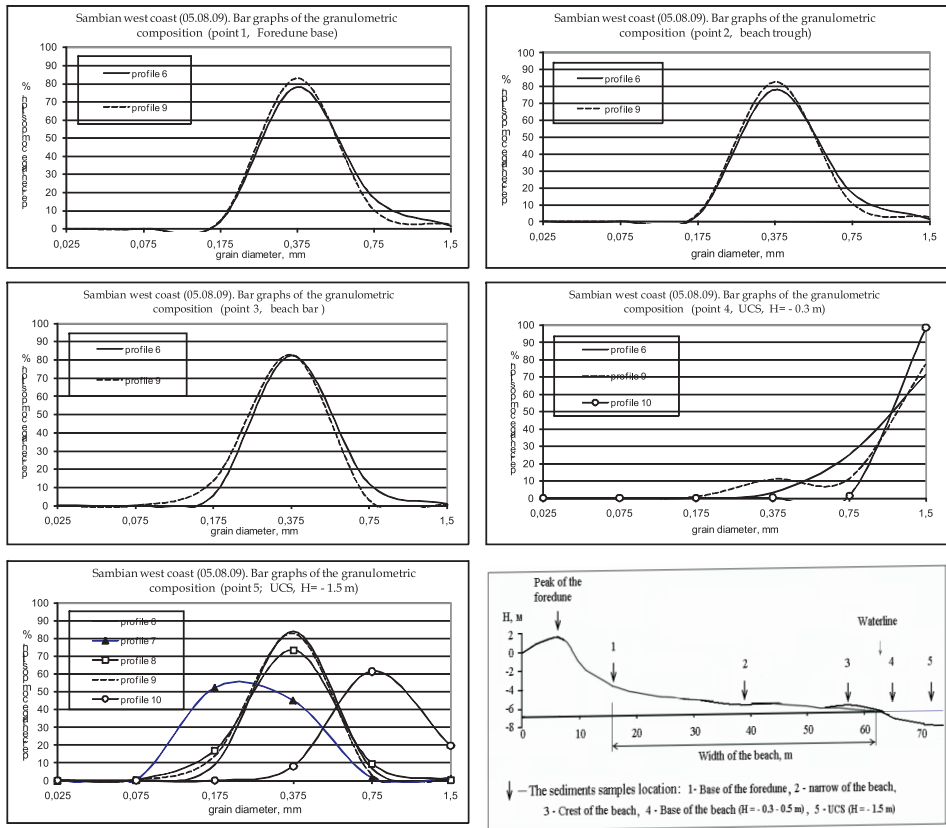 Sambian west coast (05.08.09). Bar graphs of the granulometric
composition (point 1, Foredune base)
100
90
80
70
60
50
40
30
20
10
0
%
profile 6
profile 9
0,025 0,075 0,175 0,375 0,75 1,5
grain diameter, mm
Sambian west coast (05.08.09). Bar graphs of the granulometric
composition (point 2, beach trough)
100
90
80
70
60
50
40
30
20
10
0
%
profile 6
profile 9
0,025 0,075 0,175 0,375 0,75 1,5
grain diameter, mm
Sambian west coast (05.08.09). Bar graphs of the granulometric
composition (point 3, beach bar )
100
90
80
70
60
50
40
30
20
10
0
%
profile 6
profile 9
0,025 0,075 0,175 0,375 0,75 1,5
grain diameter, mm
Sambian west coast (05.08.09). Bar graphs of the granulometric
composition (point 4, UCS, H= - 0.3 m)
100
90
80
70
60
50
40
30
20
10
0
%
profile 6
profile 9
profile 10
0,025 0,075 0,175 0,375 0,75 1,5
grain diameter, mm
Sambian west coast (05.08.09). Bar graphs of the granulometric
composition (point 5; UCS, H= - 1.5 m)
100
90
80
70
60
50
40
30
20
10
0
%
profile 6
profile 7
profile 8
profile 9
profile 10
0,025 0,075 0,175 0,375 0,75 1,5
grain diameter, mm
Peak of the
foredune
H, м
Waterline
2
0
-2
-4
-6
-8
1
2
3
4
5
0 10 20 30 40 50 60 70
Width of the beach, m
— The sediments samples location: 1- Base of the foredune, 2 - narrow of the beach,
3 - Crest of the beach, 4 - Base of the beach (H = - 0.3 - 0.5 m) , 5 - UCS (H = - 1.5 m)